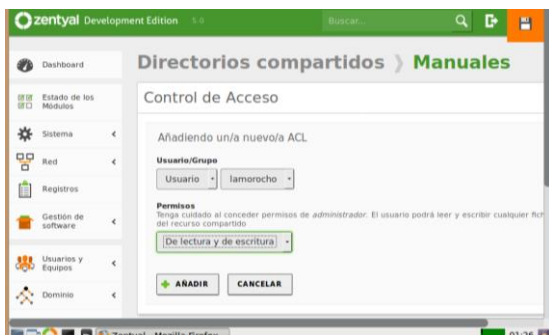 zentyal Development Edition 5.0
Buscar...
Directorios compartidos > Manuales
Dashboard
Estado de los
Módulos
Sistema
Red
Registros
Gestión de
software
Usuarios y
Equipos
Dominio
Control de Acceso
Añadiendo un/a nuevo/a ACL
Usuario/Grupo
Usuario lamorocho
Permisos
Tenga cuidado al conceder permisos de administrador. El usuario podrá leer y escribir cualquier fich
del recurso compartido
De lectura y de escritura
+ AÑADIR CANCELAR
Zentyal - Mozilla Firefox
01:26